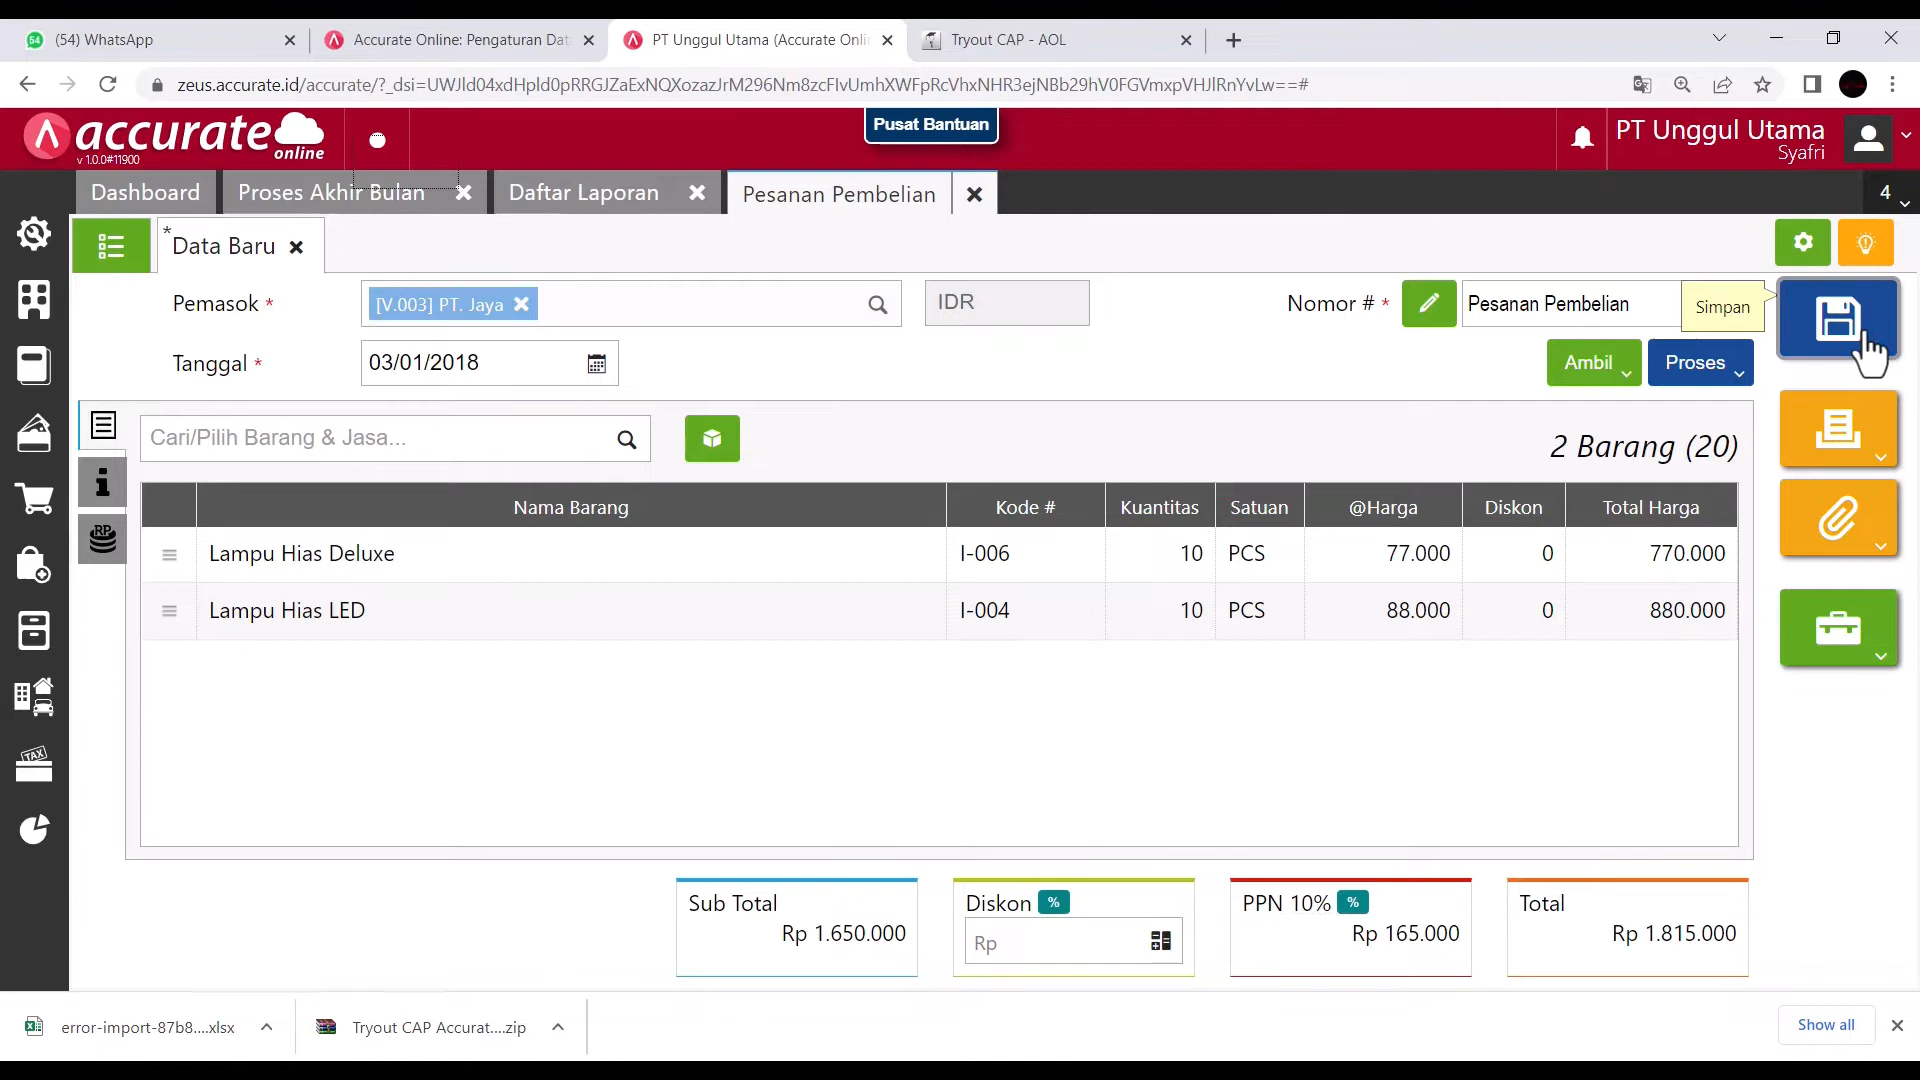 54
(54) WhatsApp
Accurate Online: Pengaturan Dat
PT Unggul Utama (Accurate Onli
Tryout CAP - AOL
zeus.accurate.id/accurate/?_dsi=UWJld04xdHpld0pRRGJZaExNQXozazJrM296Nm8zcFIvUmhXWFpRcVhxNHR3ejNBb29hV0FGVmxpVHJlRnYvLw==#
accurate
online
v 1.0.0#11900
Pusat Bantuan
PT Unggul Utama
Syafri
Dashboard
Proses Akhir Bulan
Daftar Laporan
Pesanan Pembelian
4
*
Data Baru
Pemasok *
[V.003] PT. Jaya
IDR
Nomor # *
Pesanan Pembelian
Simpan
Tanggal *
03/01/2018
Ambil
Proses
Cari/Pilih Barang & Jasa...
2 Barang (20)
Nama Barang Kode # Kuantitas Satuan @Harga Diskon Total Harga
Lampu Hias Deluxe I-006 10 PCS 77.000 0 770.000
Lampu Hias LED I-004 10 PCS 88.000 0 880.000
RP
TAX
Sub Total
Rp 1.650.000
Diskon %
Rp
PPN 10% %
Rp 165.000
Total
Rp 1.815.000
error-import-87b8....xlsx
Tryout CAP Accurat....zip
Show all